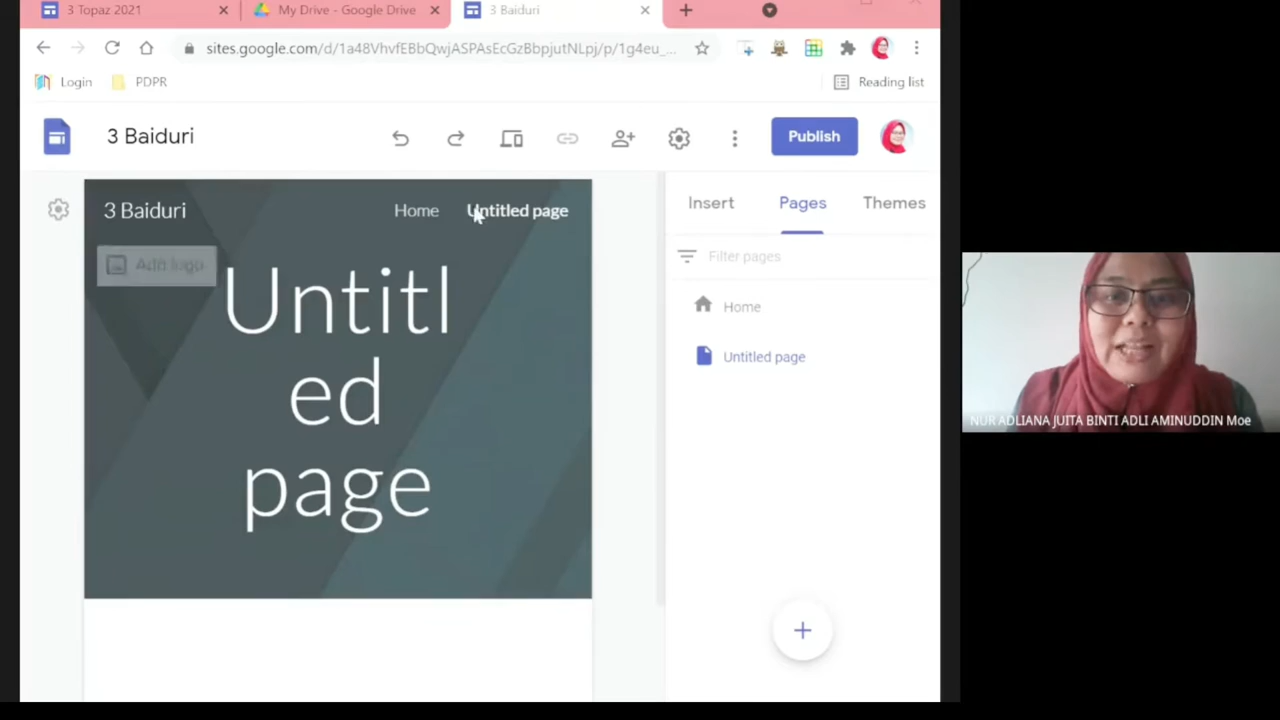 3 Topaz 2021
My Drive - Google Drive
3 Baiduri
sites.google.com/d/1a48VhvfEBbQwjASPAsEcGzBbpjutNLpj/p/1g4eu_...
Login
PDPR
Reading list
3 Baiduri
Publish
3 Baiduri
Home
Untitled page
Add logo
Untitl
ed
page
Insert
Pages
Themes
Filter pages
Home
Untitled page
NUR ADLIANA JUITA BINTI ADLI AMINUDDIN Moe